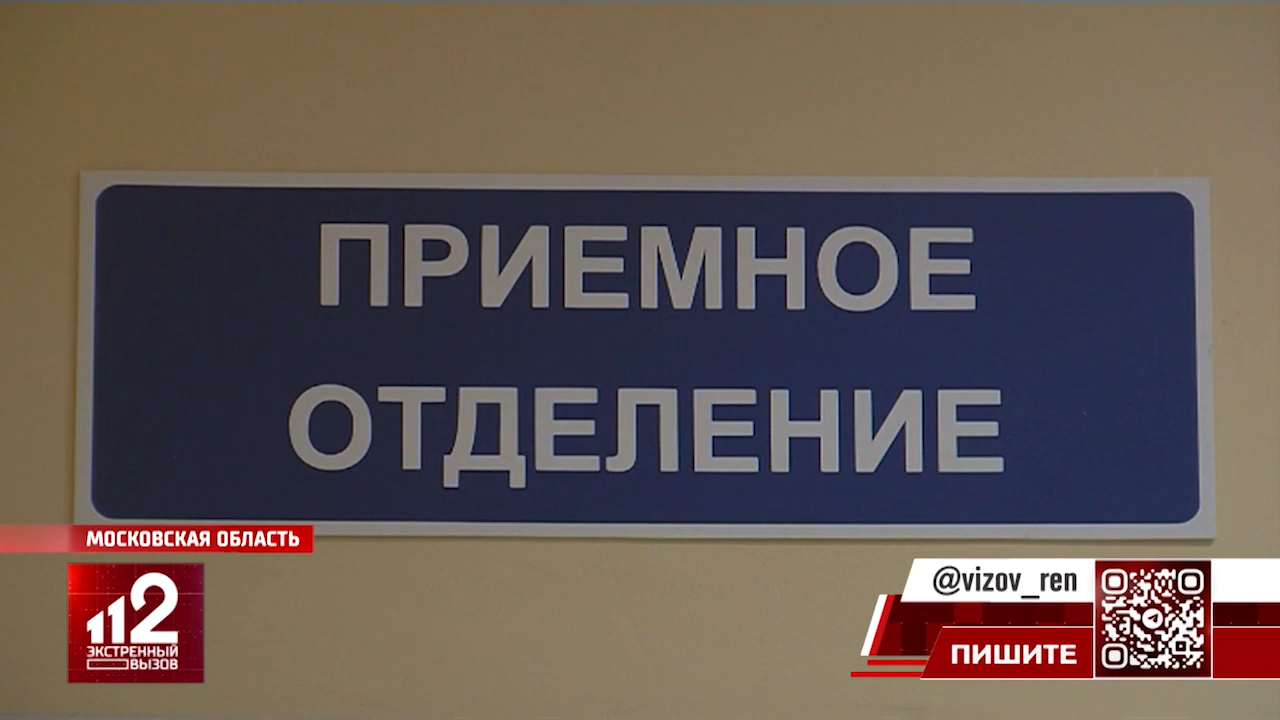 ПРИЕМНОЕ
ОТДЕЛЕНИЕ
МОСКОВСКАЯ ОБЛАСТЬ
112
ЭКСТРЕННЫЙ
ВЫЗОВ
@vizov_ren
ПИШИТЕ